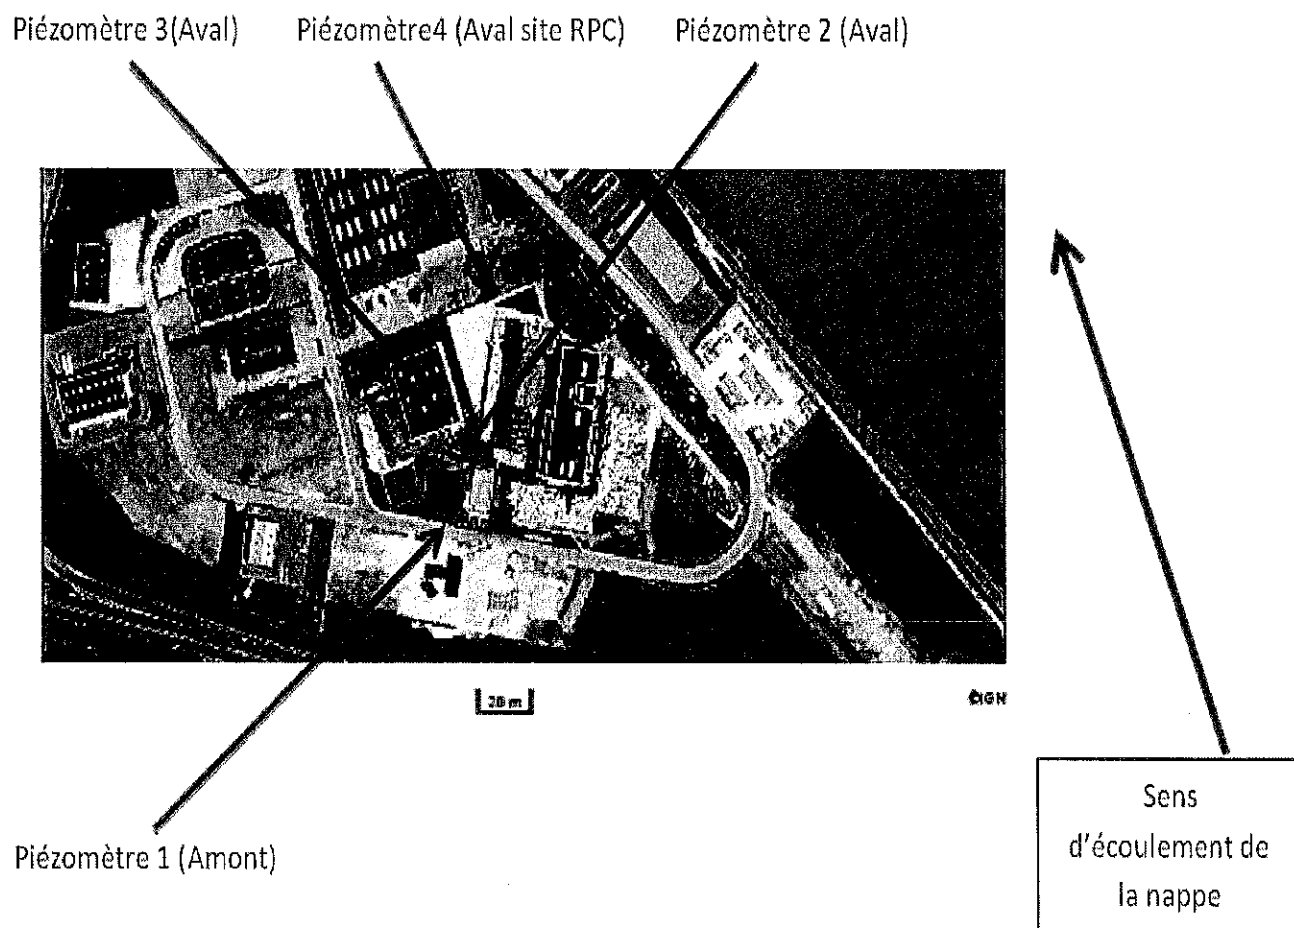 Piézomètre 3(Aval)
Piézomètre4 (Aval site RPC)
Piézomètre 2 (Aval)
20 m
©IGN
Piézomètre 1 (Amont)
Sens
d'écoulement de
la nappe